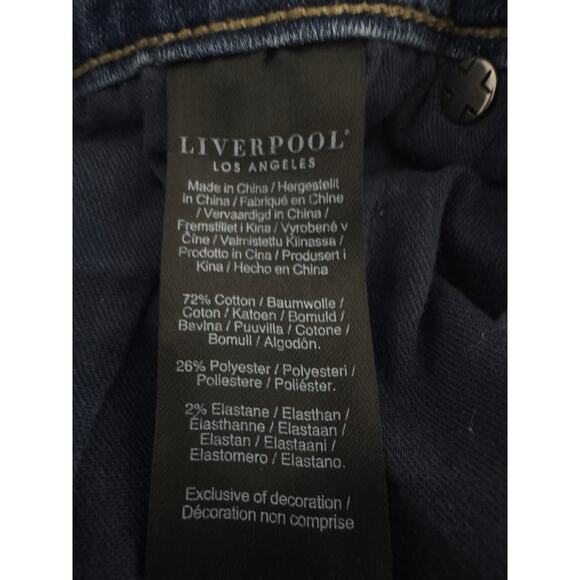 LIVERPOOL®
LOS ANGELES
Made in China / Hergestellt
in China / Fabriqué en Chine
/ Vervaardigd in China /
Fremstillet i Kina / Vyrobené v
Číne / Valmistettu Kiinassa /
Prodotto in Cina / Produsert i
Kina / Hecho en China
72% Cotton / Baumwolle /
Coton / Katoen / Bomuld /
Bavlna / Puuvilla / Cotone /
Bomull / Algodón.
26% Polyester / Polyesteri /
Poliestere / Poliéster.
2% Elastane / Elasthan /
Élasthanne / Elastaan /
Elastan / Elastaani /
Elastomero / Elastano.
Exclusive of decoration /
Décoration non comprise